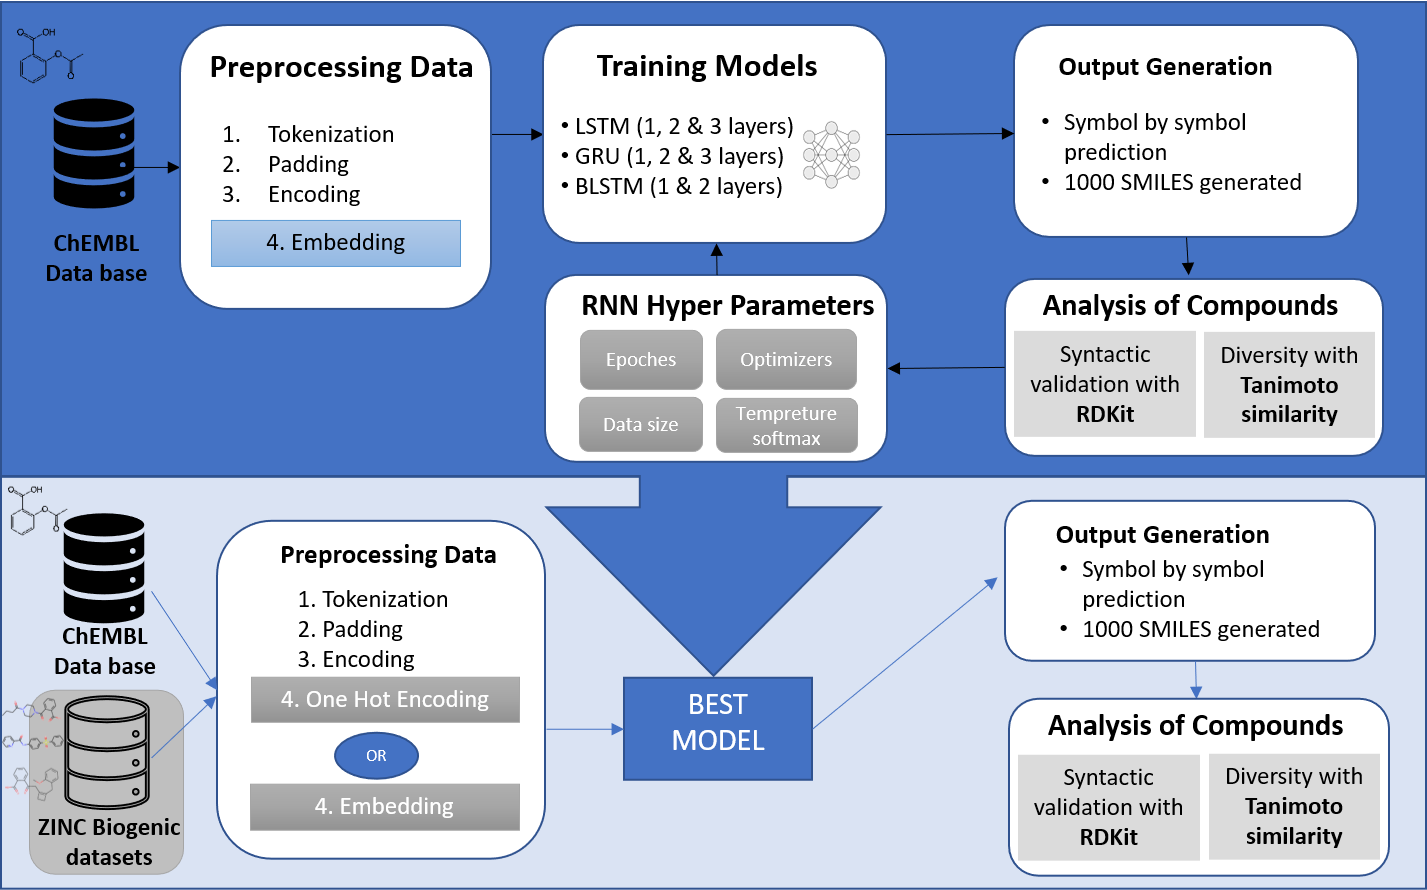 OH
O
O
O
ChEMBL
Data base
Preprocessing Data
1. Tokenization
2. Padding
3. Encoding
4. Embedding
Training Models
• LSTM (1, 2 & 3 layers)
• GRU (1, 2 & 3 layers)
• BLSTM (1 & 2 layers)
Output Generation
• Symbol by symbol
prediction
• 1000 SMILES generated
RNN Hyper Parameters
Epoches
Optimizers
Data size
Tempreture
softmax
Analysis of Compounds
Syntactic
validation with
RDKit
Diversity with
Tanimoto
similarity
OH
O
O
O
ChEMBL
Data base
ZINC Biogenic
datasets
Preprocessing Data
1. Tokenization
2. Padding
3. Encoding
4. One Hot Encoding
OR
4. Embedding
BEST
MODEL
Output Generation
• Symbol by symbol
prediction
• 1000 SMILES generated
Analysis of Compounds
Syntactic
validation with
RDKit
Diversity with
Tanimoto
similarity